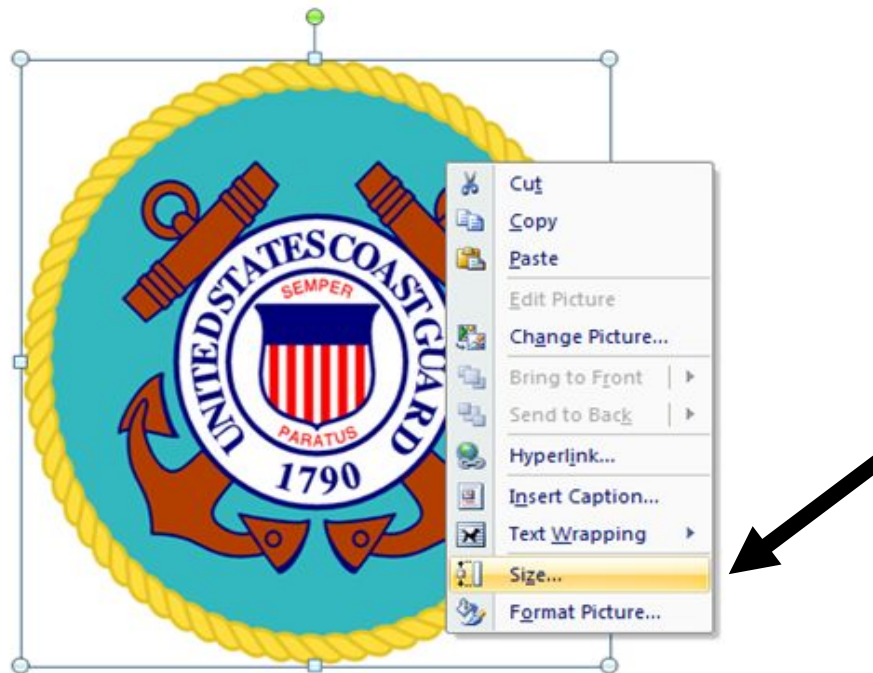 UNITED STATES COAST GUARD
SEMPER
PARATUS
1790
Cut
Copy
Paste
Edit Picture
Change Picture...
Bring to Front
Send to Back
Hyperlink...
Insert Caption...
Text Wrapping
Size...
Format Picture...